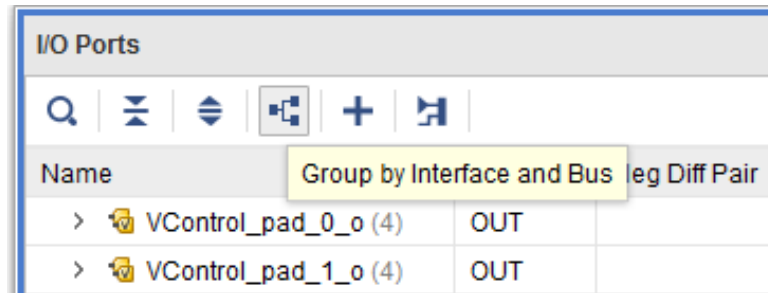 I/O Ports
Name Group by Interface and Bus leg Diff Pair
VControl_pad_0_o (4) OUT
VControl_pad_1_o (4) OUT